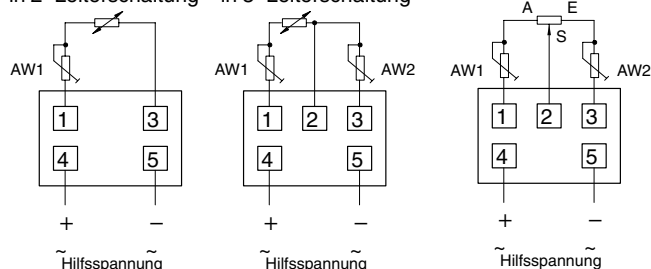 in 2- Leiterschaltung in 3- Leiterschaltung
A E
S
AW1 AW1 AW2 AW1 AW2
1 3 1 2 3 1 2 3
4 5 4 5 4 5
+ − + − + −
~ ~ ~ ~ ~ ~
Hilfsspannung Hilfsspannung Hilfsspannung